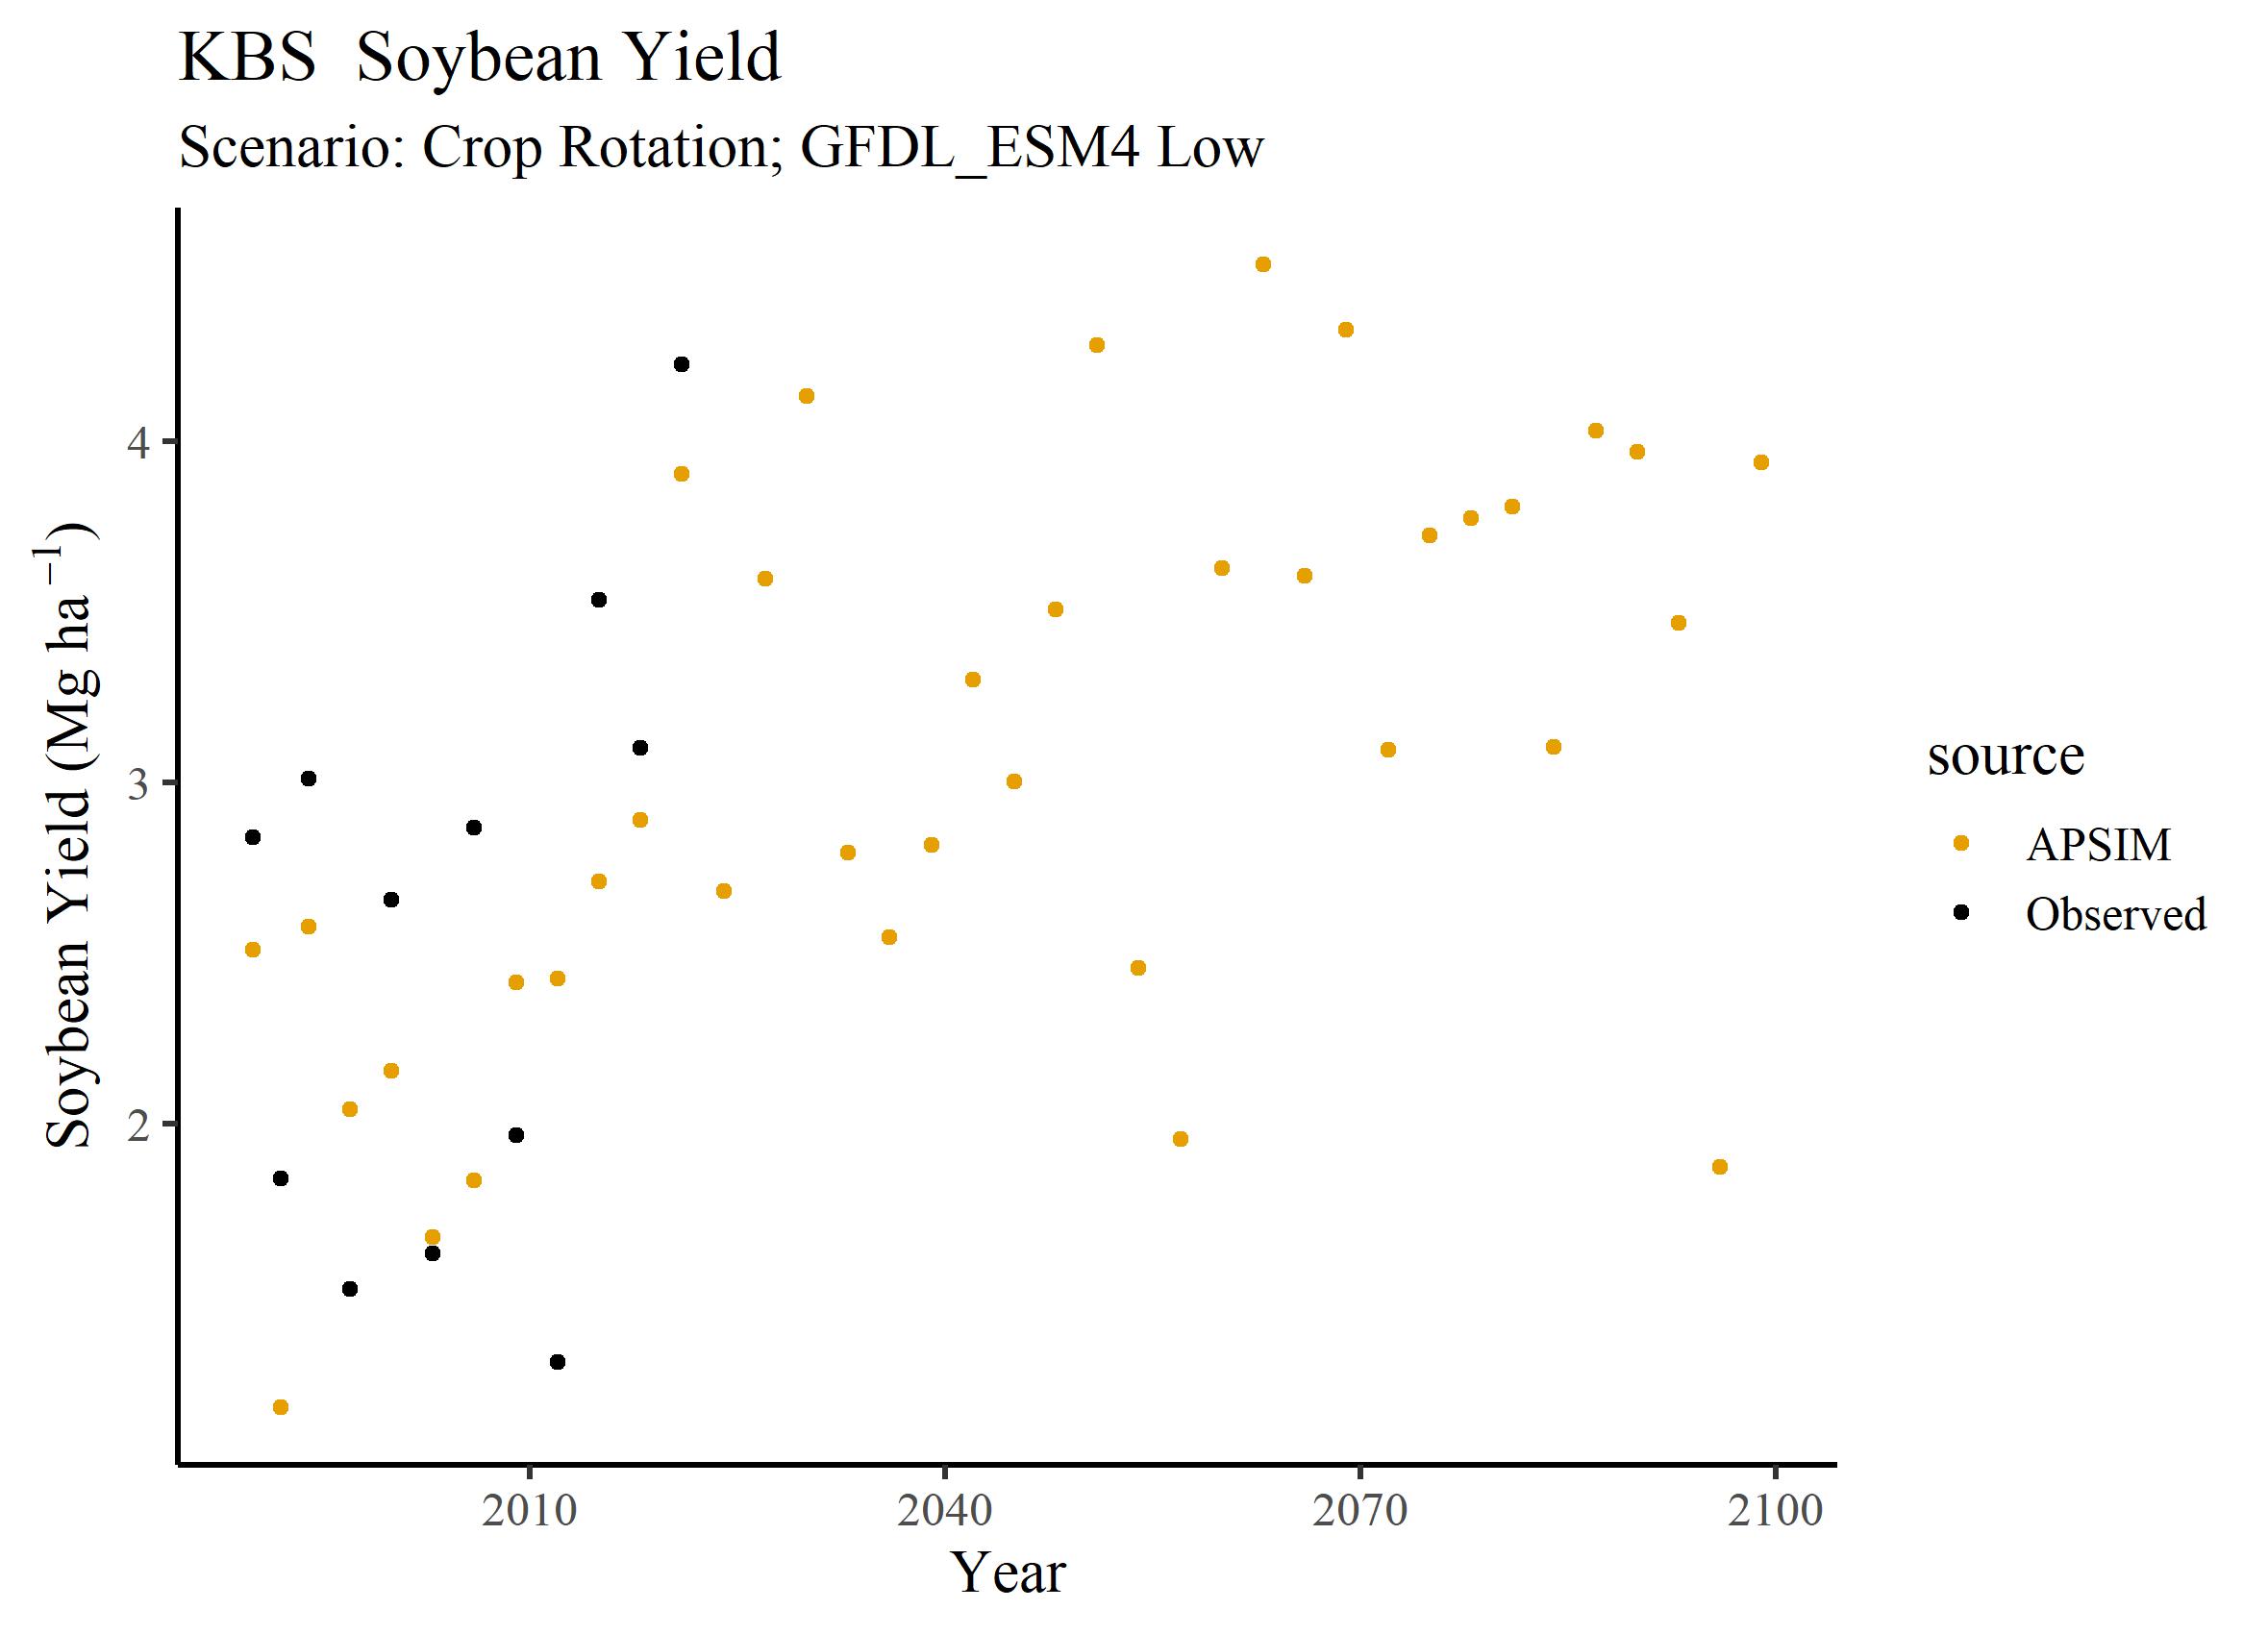 KBS  Soybean Yield
Scenario: Crop Rotation; GFDL_ESM4 Low
Soybean Yield (Mg ha⁻¹)
4
3
2
2010
2040
2070
2100
Year
source
APSIM
Observed